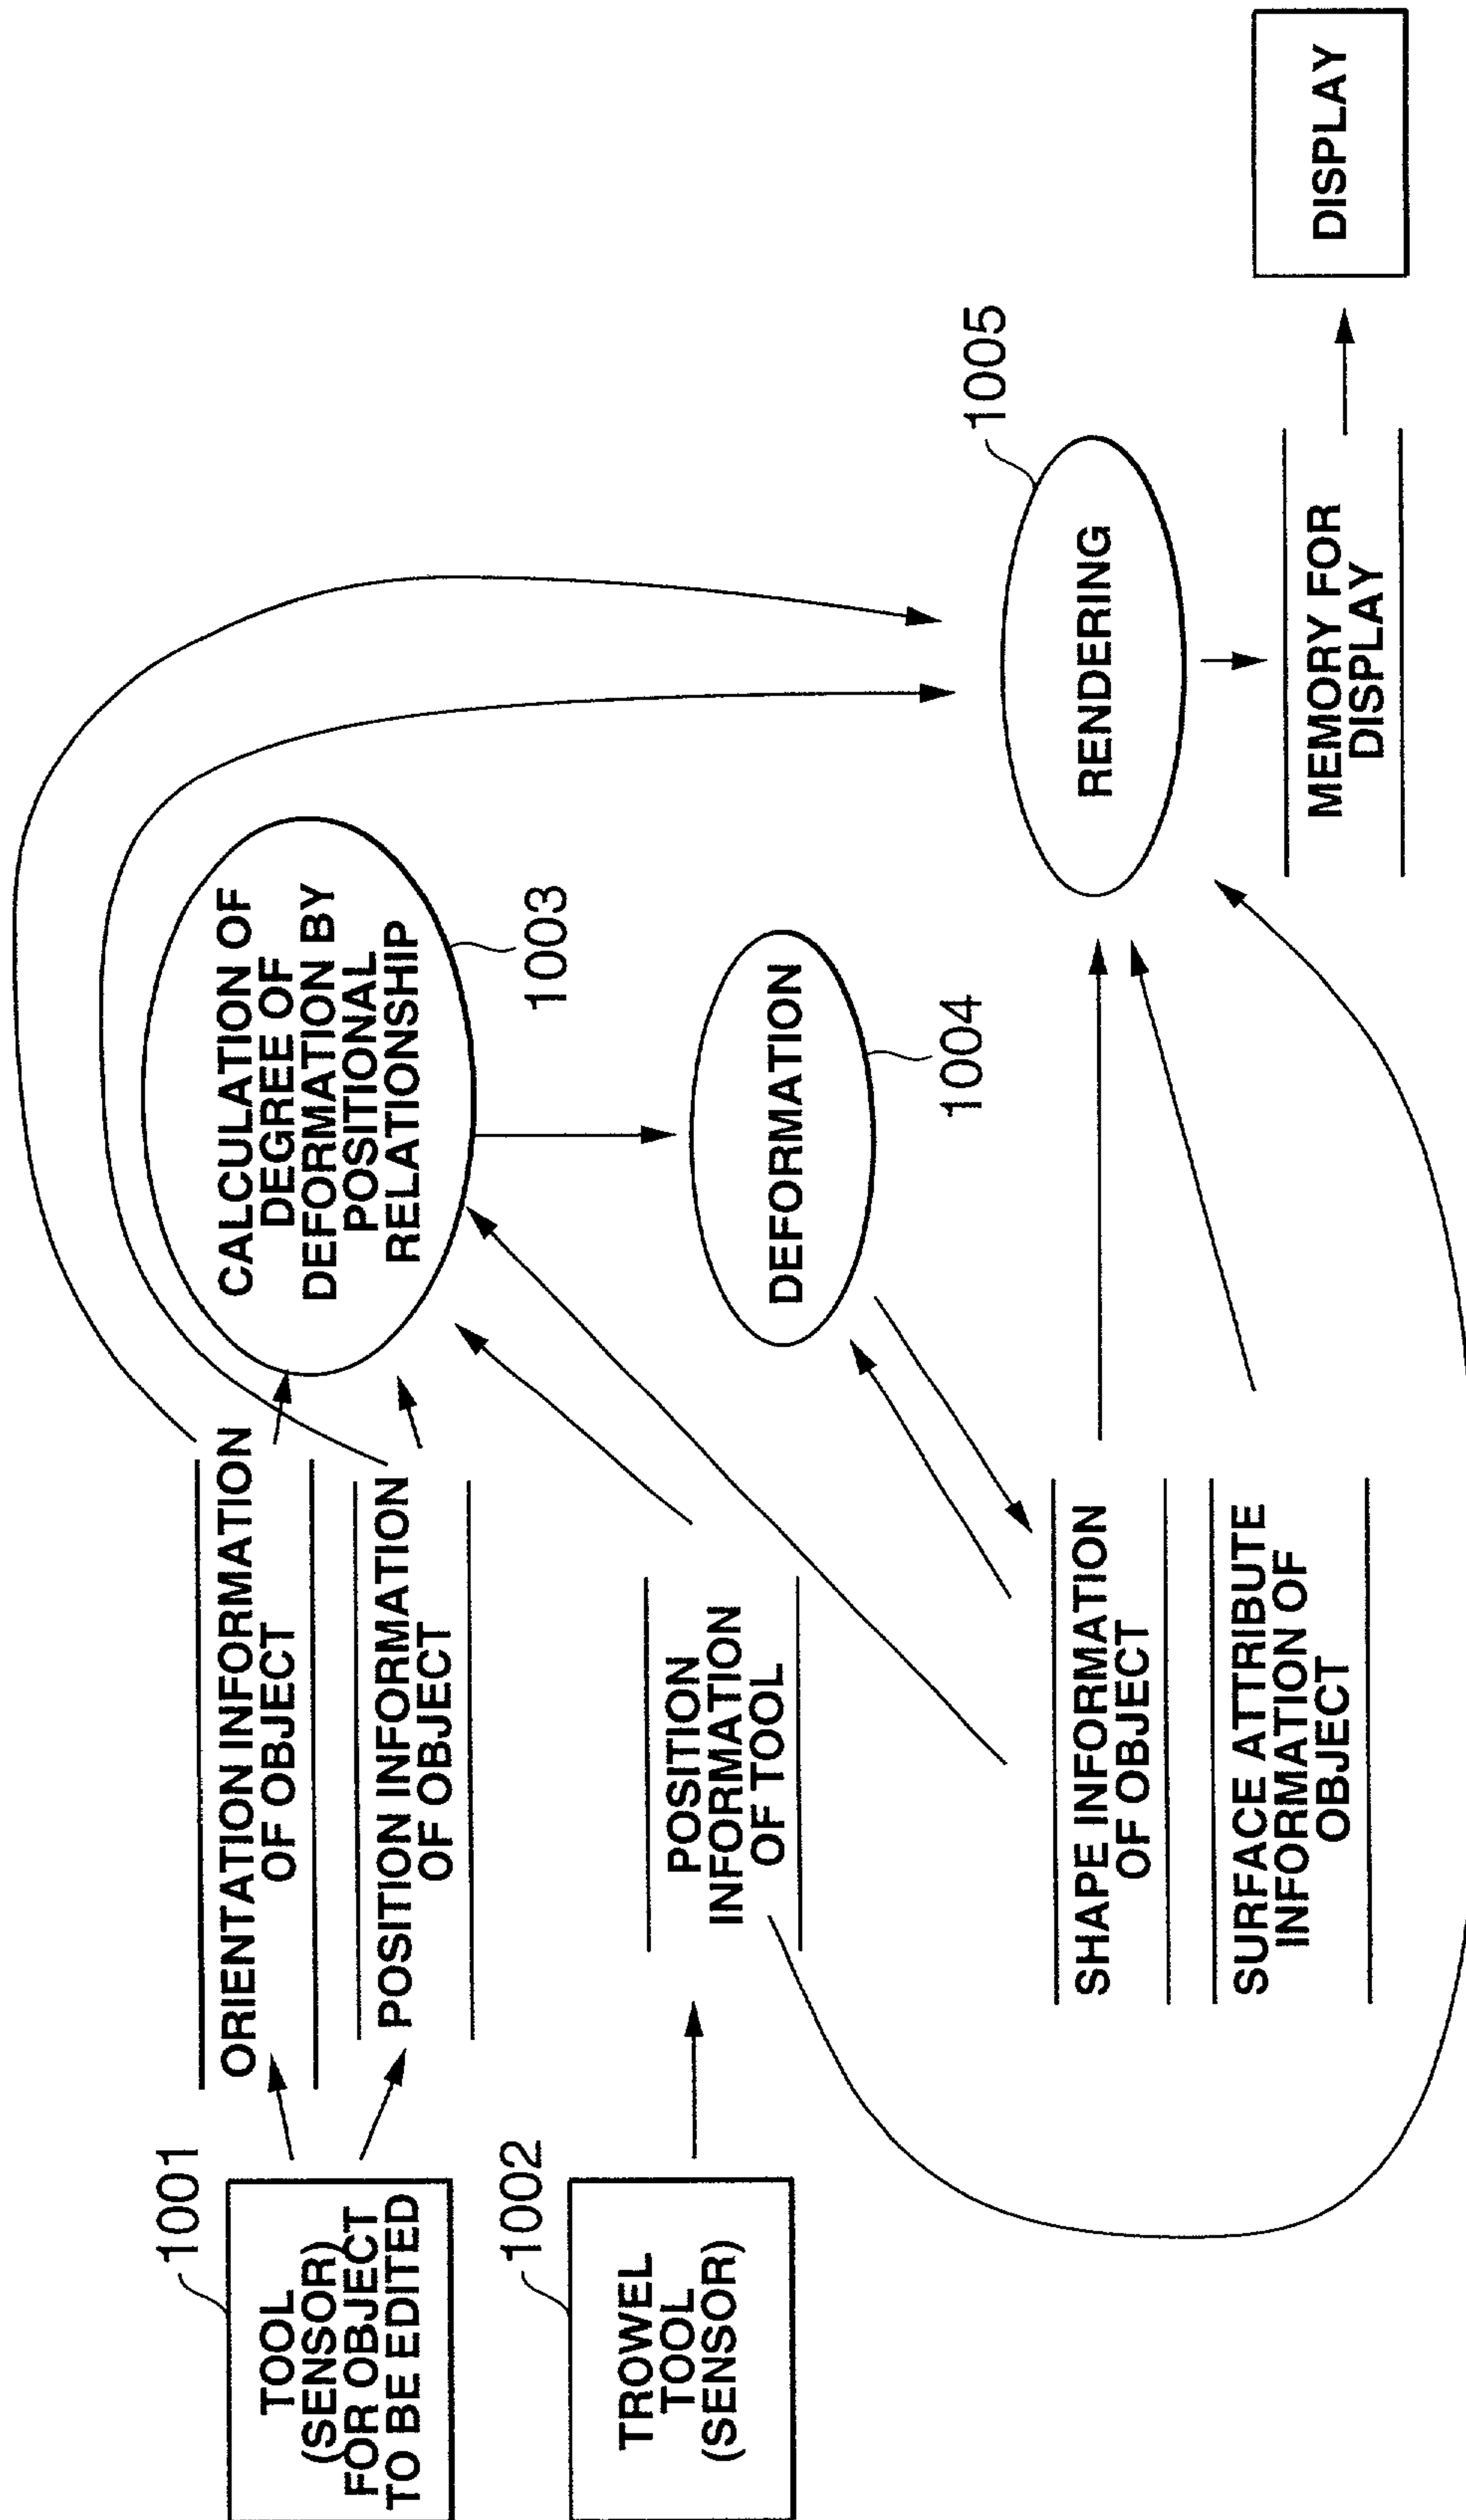 1001
TOOL
(SENSOR)
FOR OBJECT
TO BE EDITED
ORIENTATION INFORMATION
OF OBJECT
POSITION INFORMATION
OF OBJECT
CALCULATION OF
DEGREE OF
DEFORMATION BY
POSITIONAL
RELATIONSHIP
1003
1002
TROWEL
TOOL
(SENSOR)
POSITION
INFORMATION
OF TOOL
DEFORMATION
1004
SHAPE INFORMATION
OF OBJECT
SURFACE ATTRIBUTE
INFORMATION OF
OBJECT
1005
RENDERING
MEMORY FOR
DISPLAY
DISPLAY